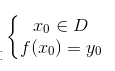 x₀ ∈ D
f(x₀) = y₀